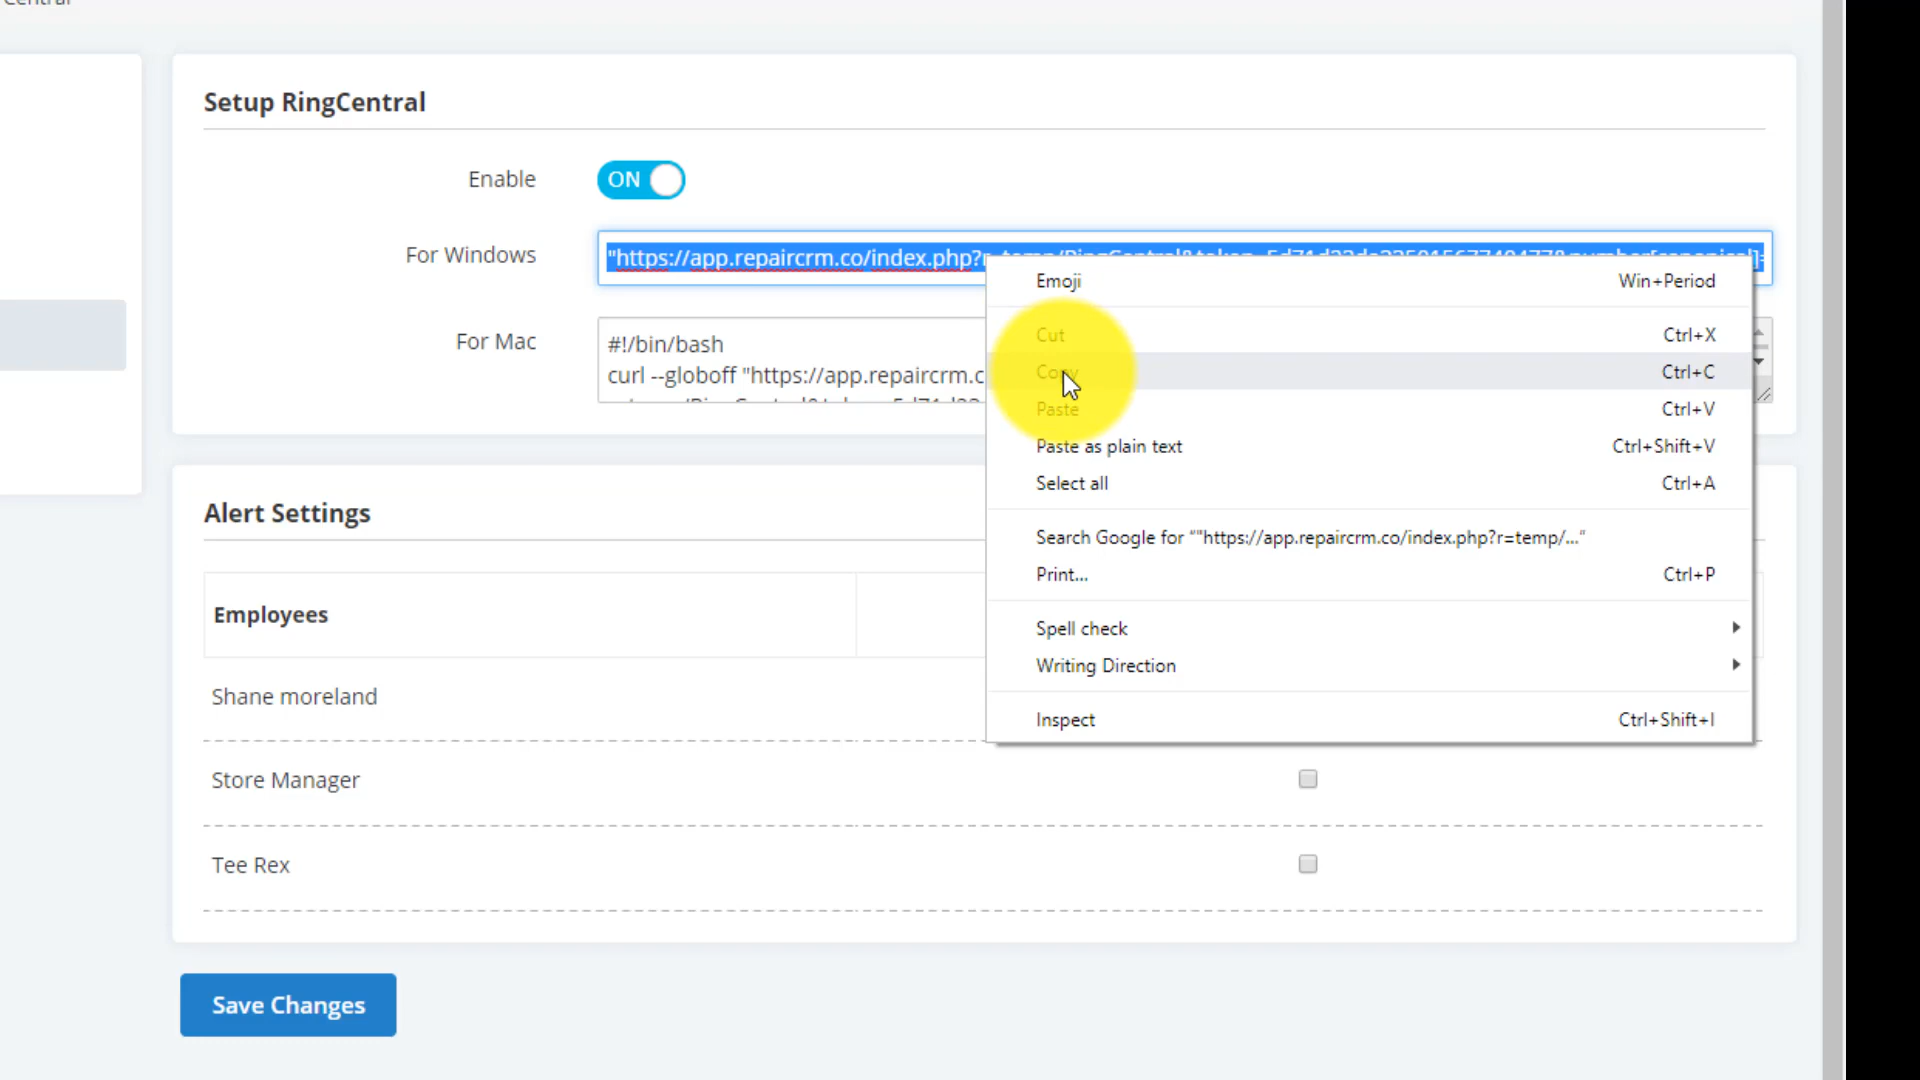 Setup RingCentral
Enable
ON
For Windows
"https://app.repaircrm.co/index.php?
Emoji Win+Period
Cut Ctrl+X
For Mac
#!/bin/bash
curl --globoff "https://app.repaircrm.c
Copy Ctrl+C
Paste Ctrl+V
Paste as plain text Ctrl+Shift+V
Select all Ctrl+A
Search Google for “"https://app.repaircrm.co/index.php?r=temp/...”
Print... Ctrl+P
Spell check
Writing Direction
Inspect Ctrl+Shift+I
Alert Settings
Employees
Shane moreland
Store Manager
Tee Rex
Save Changes